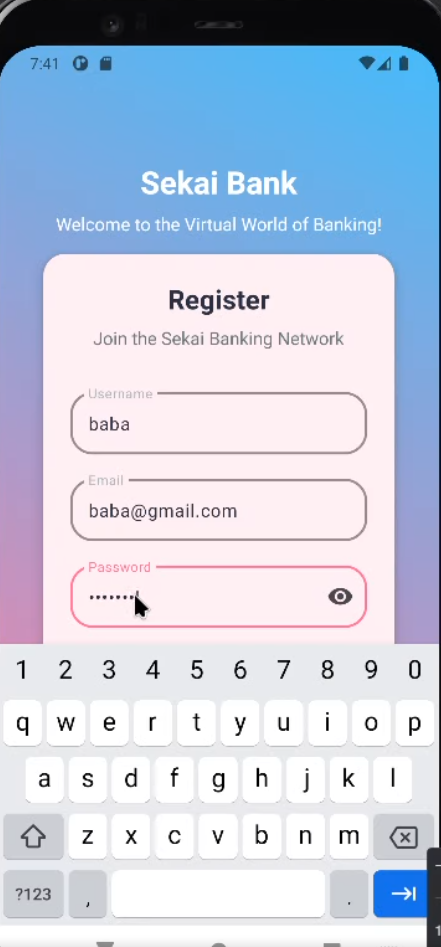 7:41
Sekai Bank
Welcome to the Virtual World of Banking!
Register
Join the Sekai Banking Network
Username
baba
Email
baba@gmail.com
Password
1 2 3 4 5 6 7 8 9 0
q w e r t y u i o p
a s d f g h j k l
z x c v b n m
?123 , .